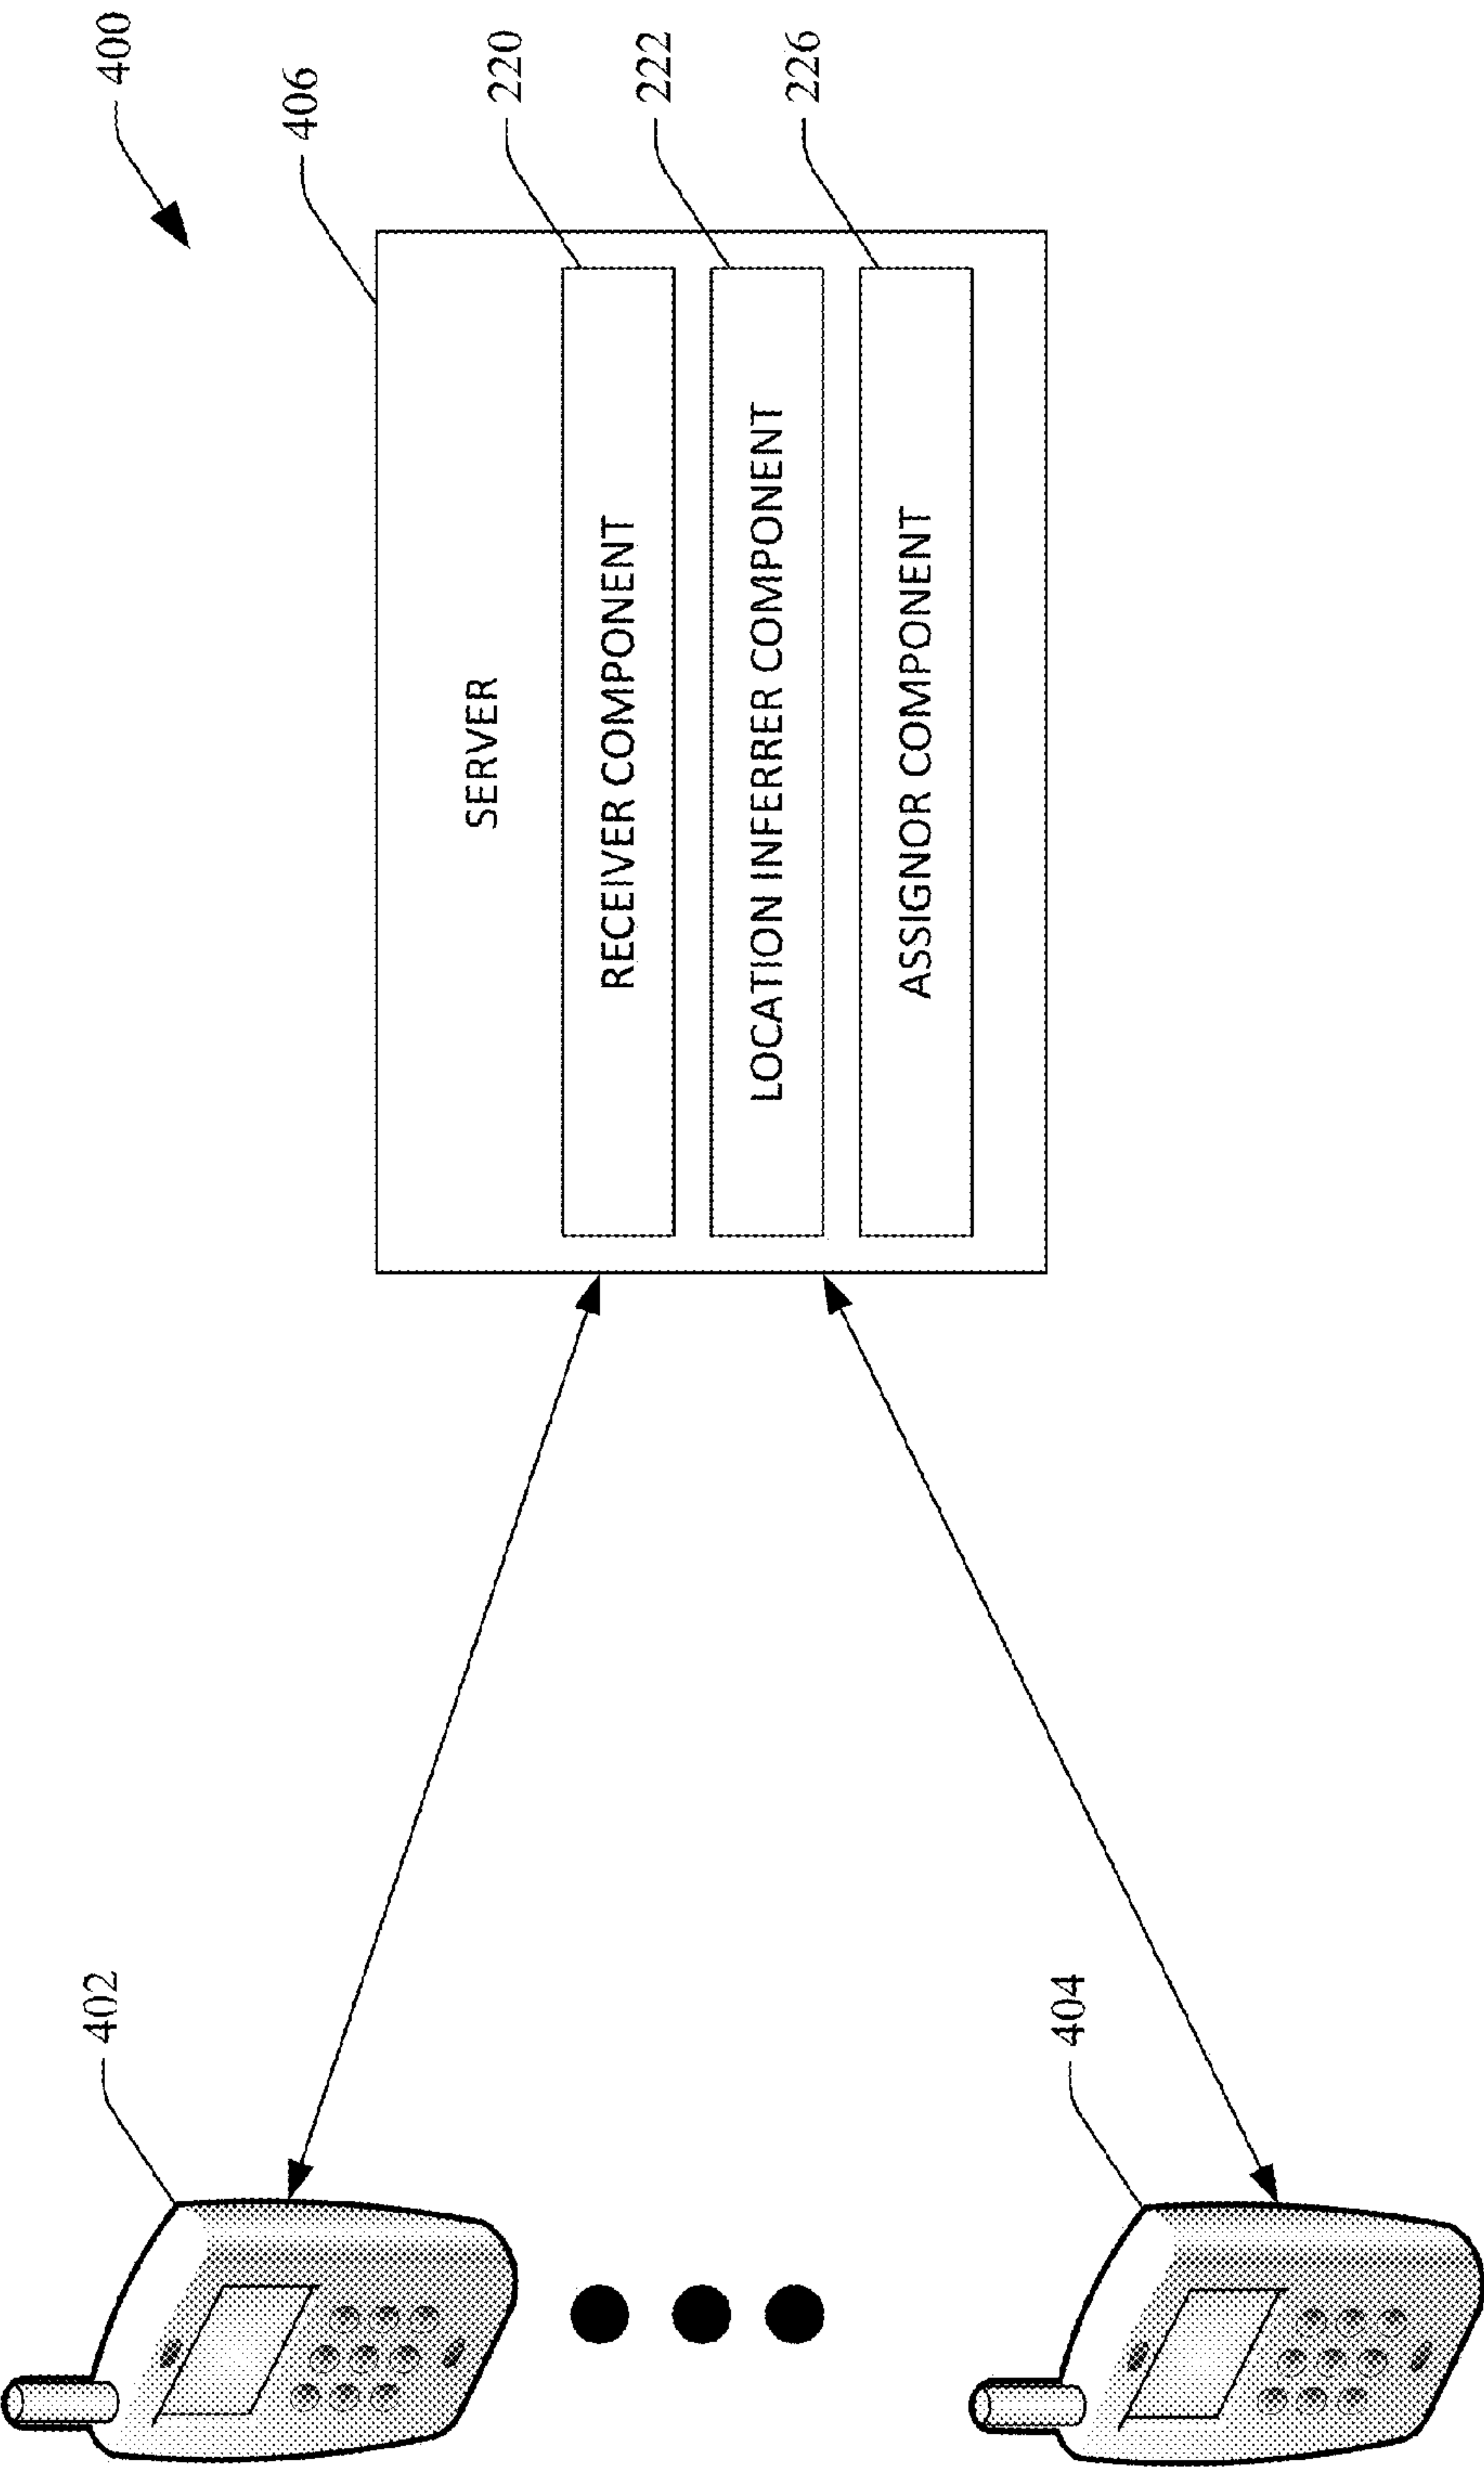 400
406
SERVER
220
RECEIVER COMPONENT
222
LOCATION INFERRER COMPONENT
226
ASSIGNOR COMPONENT
402
404